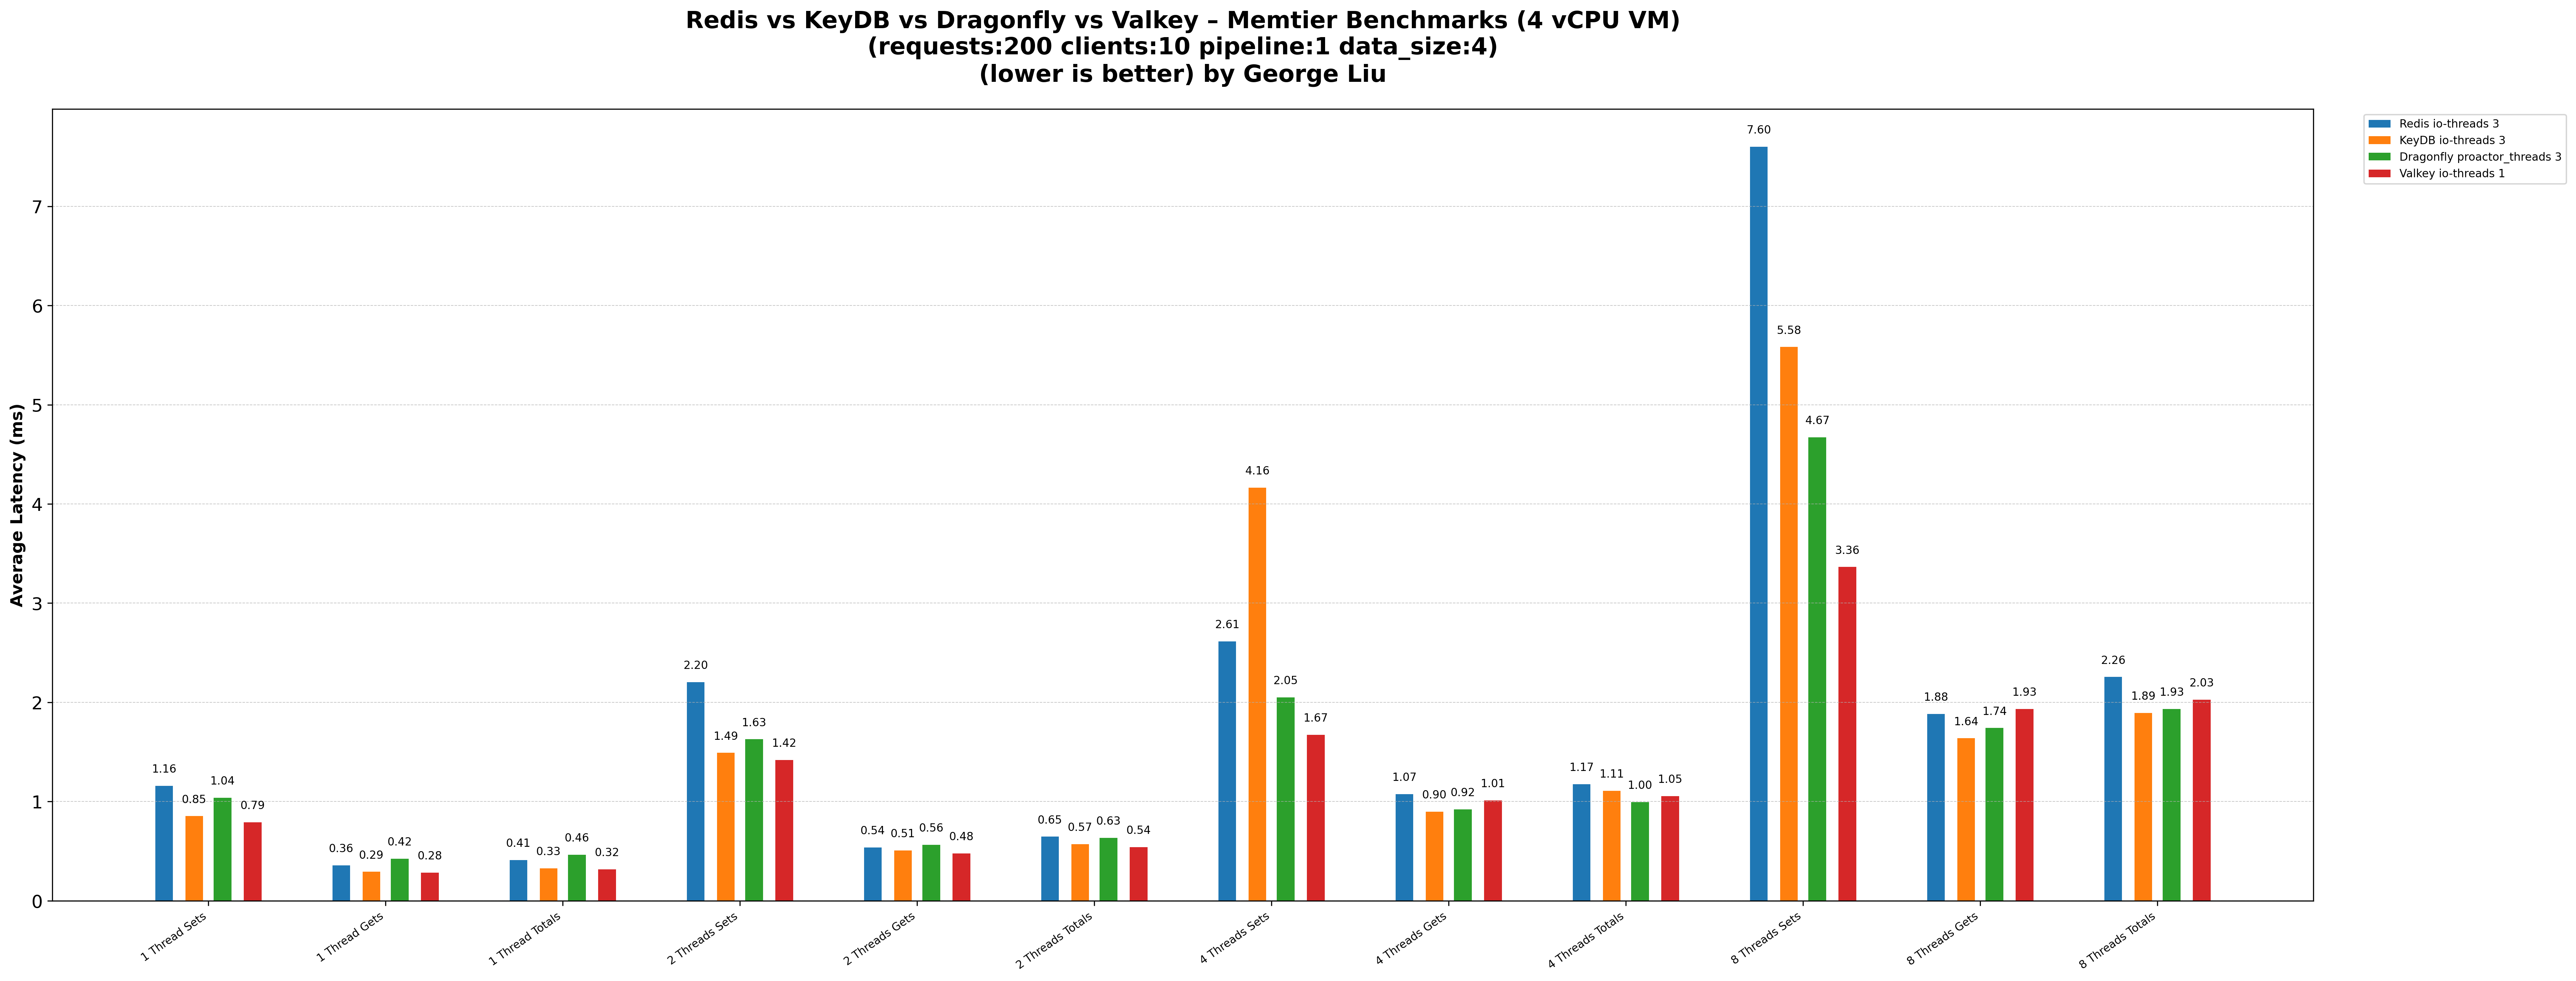 Redis vs KeyDB vs Dragonfly vs Valkey – Memtier Benchmarks (4 vCPU VM)
(requests:200 clients:10 pipeline:1 data_size:4)
(lower is better) by George Liu
Redis io-threads 3
KeyDB io-threads 3
Dragonfly proactor_threads 3
Valkey io-threads 1
Average Latency (ms)
7
6
5
4
3
2
1
0
1.16
0.85
1.04
0.79
0.36
0.29
0.42
0.28
0.41
0.33
0.46
0.32
2.20
1.49
1.63
1.42
0.54
0.51
0.56
0.48
0.65
0.57
0.63
0.54
2.61
4.16
2.05
1.67
1.07
0.90
0.92
1.01
1.17
1.11
1.00
1.05
7.60
5.58
4.67
3.36
1.88
1.64
1.74
1.93
2.26
1.89
1.93
2.03
1 Thread Sets
1 Thread Gets
1 Thread Totals
2 Threads Sets
2 Threads Gets
2 Threads Totals
4 Threads Sets
4 Threads Gets
4 Threads Totals
8 Threads Sets
8 Threads Gets
8 Threads Totals